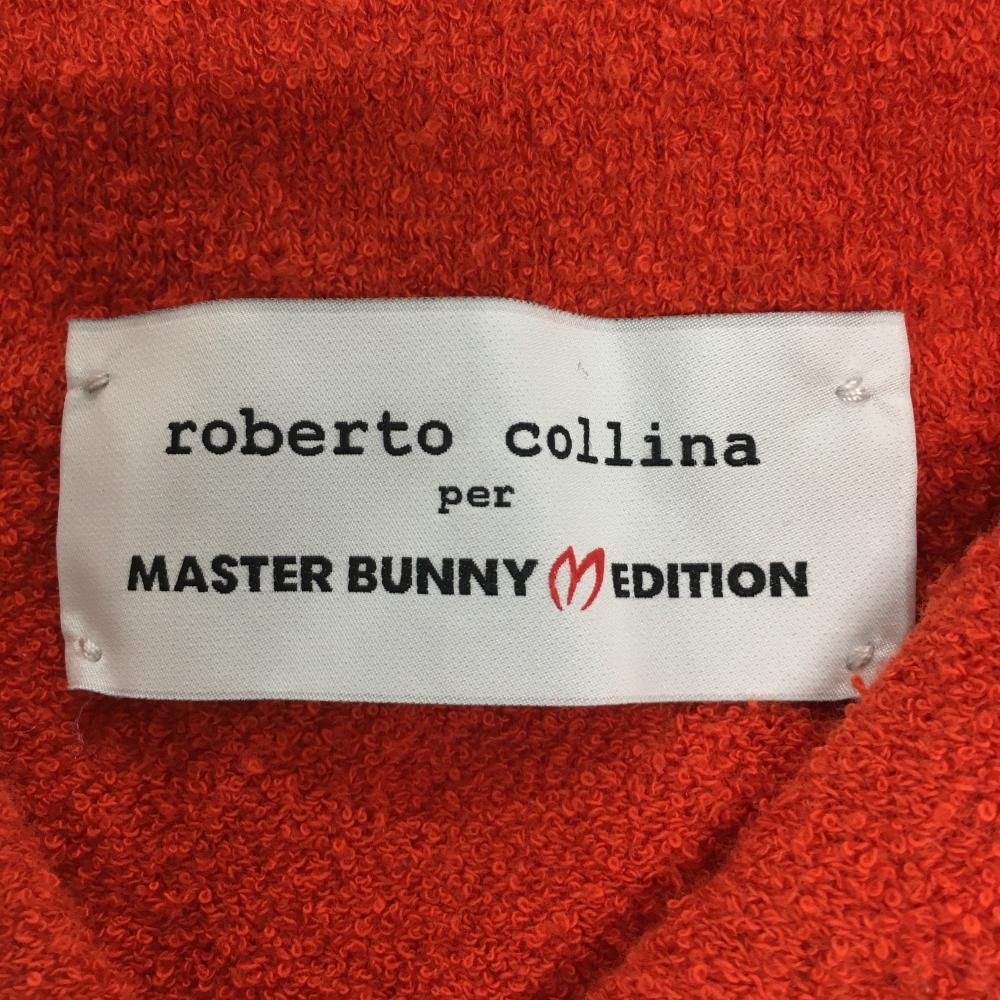 roberto collina
per
MASTER BUNNY EDITION